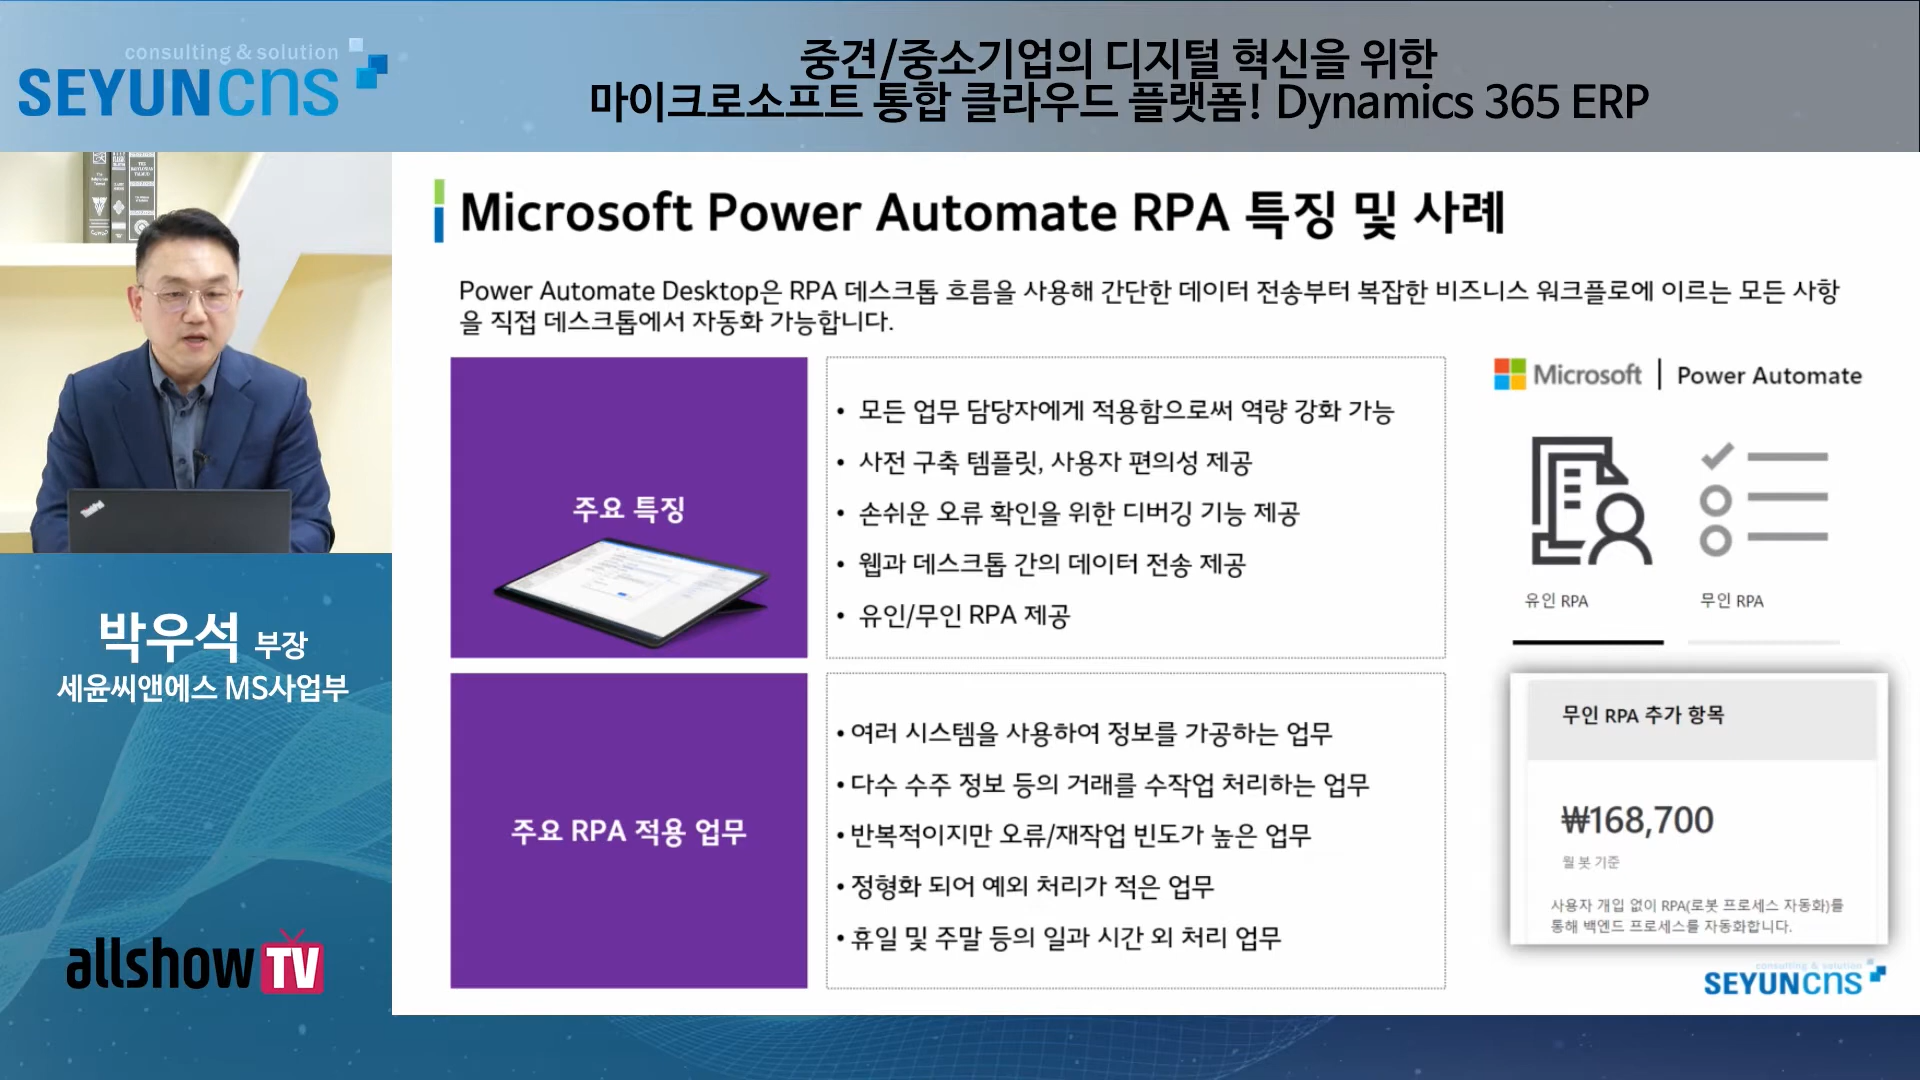 consulting & solution
SEYUNCNS
중견/중소기업의 디지털 혁신을 위한
마이크로소프트 통합 클라우드 플랫폼! Dynamics 365 ERP
ThinkPad
박우석 부장
세윤씨앤에스 MS사업부
allshow TV
Microsoft Power Automate RPA 특징 및 사례
Power Automate Desktop은 RPA 데스크톱 흐름을 사용해 간단한 데이터 전송부터 복잡한 비즈니스 워크플로에 이르는 모든 사항
을 직접 데스크톱에서 자동화 가능합니다.
주요 특징
• 모든 업무 담당자에게 적용함으로써 역량 강화 가능
• 사전 구축 템플릿, 사용자 편의성 제공
• 손쉬운 오류 확인을 위한 디버깅 기능 제공
• 웹과 데스크톱 간의 데이터 전송 제공
• 유인/무인 RPA 제공
주요 RPA 적용 업무
• 여러 시스템을 사용하여 정보를 가공하는 업무
• 다수 수주 정보 등의 거래를 수작업 처리하는 업무
• 반복적이지만 오류/재작업 빈도가 높은 업무
• 정형화 되어 예외 처리가 적은 업무
• 휴일 및 주말 등의 일과 시간 외 처리 업무
Microsoft | Power Automate
유인 RPA
무인 RPA
무인 RPA 추가 항목
₩168,700
월 봇 기준
사용자 개입 없이 RPA(로봇 프로세스 자동화)를
통해 백엔드 프로세스를 자동화합니다.
consulting & solution
SEYUNCNS